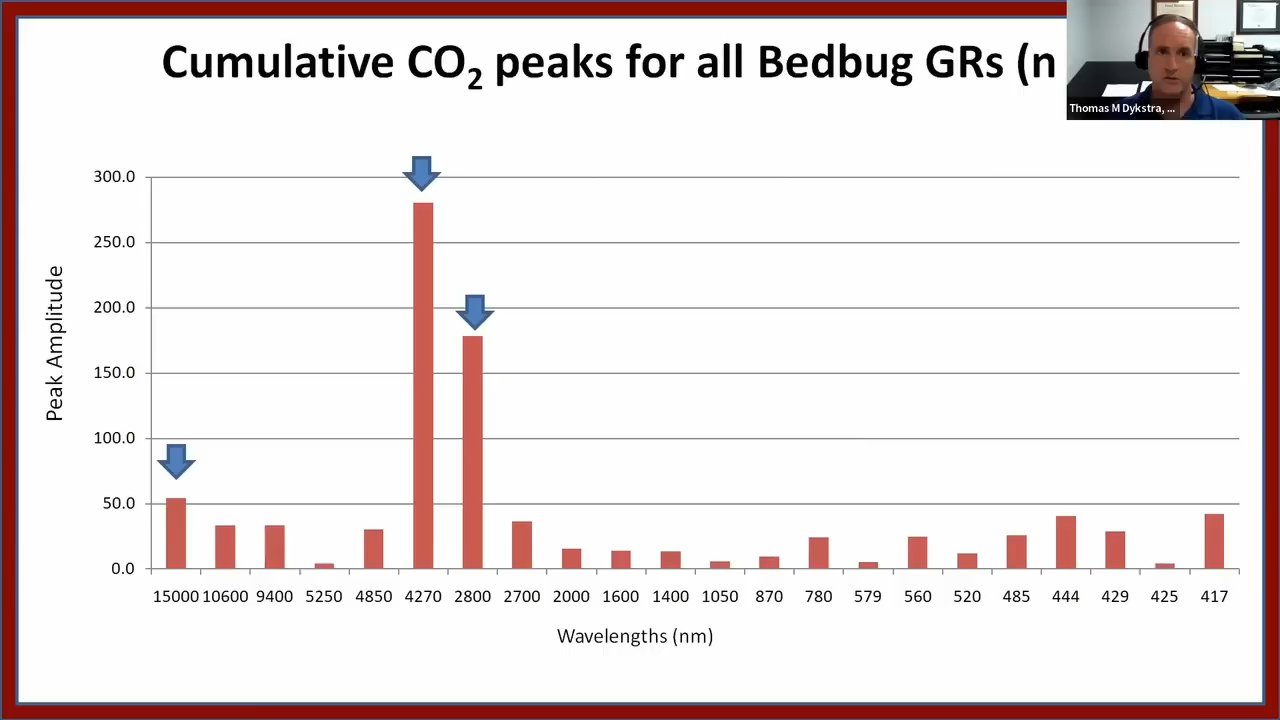 Cumulative CO2 peaks for all Bedbug GRs (n
Thomas M Dykstra, ...
300.0
250.0
200.0
150.0
100.0
50.0
0.0
Peak Amplitude
15000 10600 9400 5250 4850 4270 2800 2700 2000 1600 1400 1050 870 780 579 560 520 485 444 429 425 417
Wavelengths (nm)